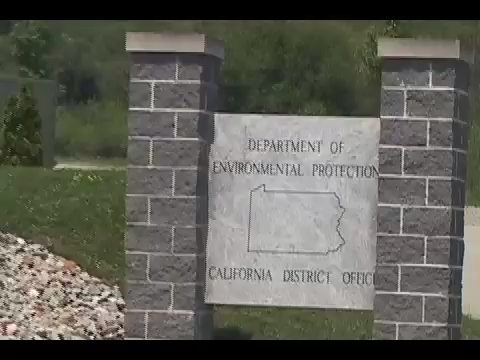 DEPARTMENT OF
ENVIRONMENTAL PROTECTION
CALIFORNIA DISTRICT OFFIC